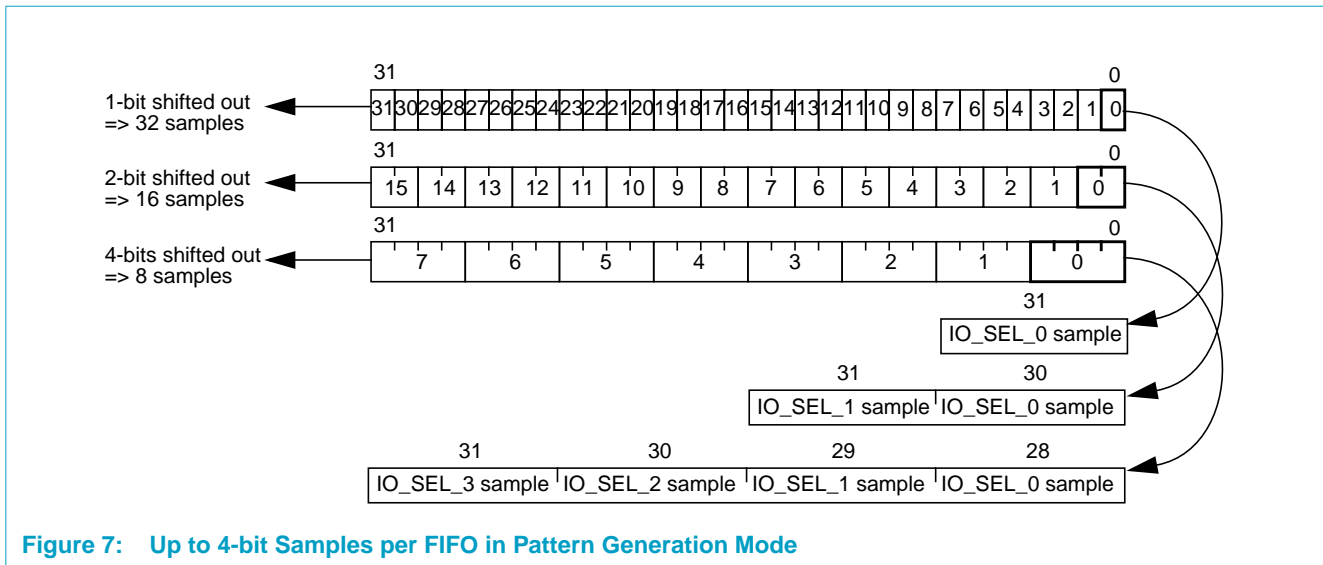 31 0
1-bit shifted out
=> 32 samples
31 30 29 28 27 26 25 24 23 22 21 20 19 18 17 16 15 14 13 12 11 10 9 8 7 6 5 4 3 2 1 0
31 0
2-bit shifted out
=> 16 samples
15 14 13 12 11 10 9 8 7 6 5 4 3 2 1 0
31 0
4-bits shifted out
=> 8 samples
7 6 5 4 3 2 1 0
31
IO_SEL_0 sample
31 30
IO_SEL_1 sample IO_SEL_0 sample
31 30 29 28
IO_SEL_3 sample IO_SEL_2 sample IO_SEL_1 sample IO_SEL_0 sample
Figure 7: Up to 4-bit Samples per FIFO in Pattern Generation Mode